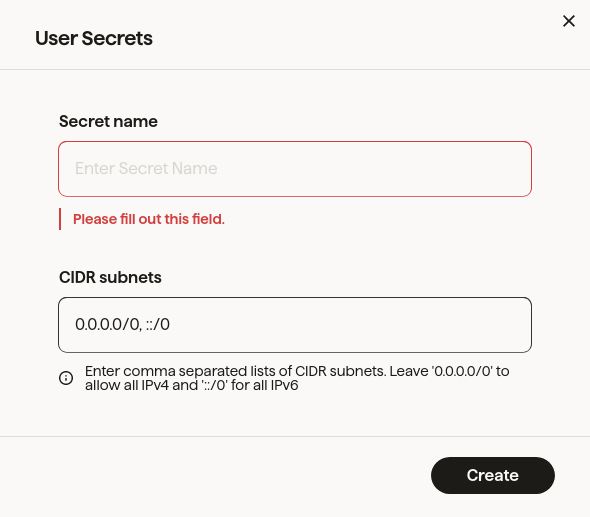 User Secrets
Secret name
Enter Secret Name
Please fill out this field.
CIDR subnets
0.0.0.0/0, ::/0
Enter comma separated lists of CIDR subnets. Leave '0.0.0.0/0' to
allow all IPv4 and '::/0' for all IPv6
Create